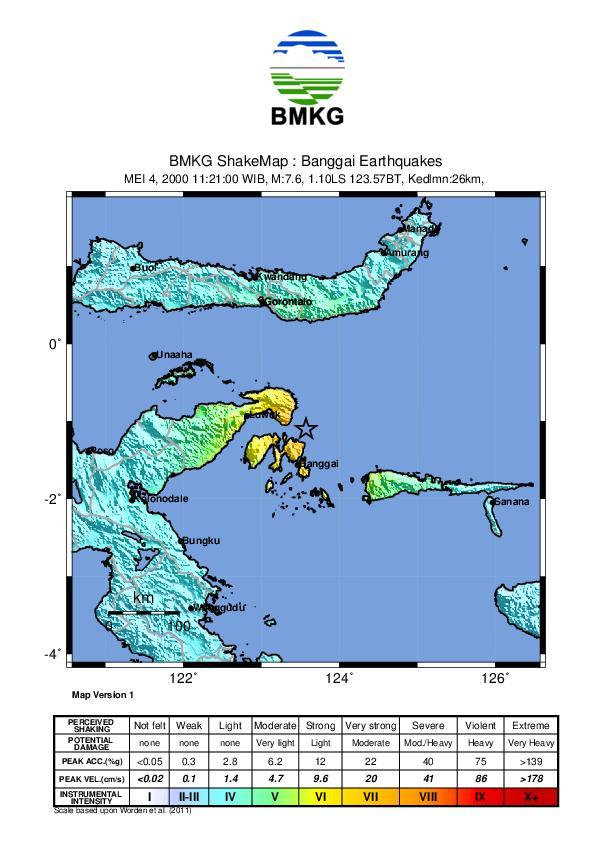 BMKG
BMKG ShakeMap : Banggai Earthquakes
MEI 4, 2000 11:21:00 WIB, M:7.6, 1.10LS 123.57BT, Kedlmn:26km,
Manado
Amurang
Buol
Kwandang
Gorontalo
0˚
Unaaha
Luwuk
Poso
Banggai
-2˚
Kolonodale
Sanana
Bungku
km
0 100
-4˚
122˚ 124˚ 126˚
Map Version 1
PERCEIVED SHAKING Not felt Weak Light Moderate Strong Very strong Severe Violent Extreme
POTENTIAL DAMAGE none none none Very light Light Moderate Mod./Heavy Heavy Very Heavy
PEAK ACC.(%g) <0.05 0.3 2.8 6.2 12 22 40 75 >139
PEAK VEL.(cm/s) <0.02 0.1 1.4 4.7 9.6 20 41 86 >178
INSTRUMENTAL INTENSITY I II-III IV V VI VII VIII IX X+
Scale based upon Worden et al. (2011)